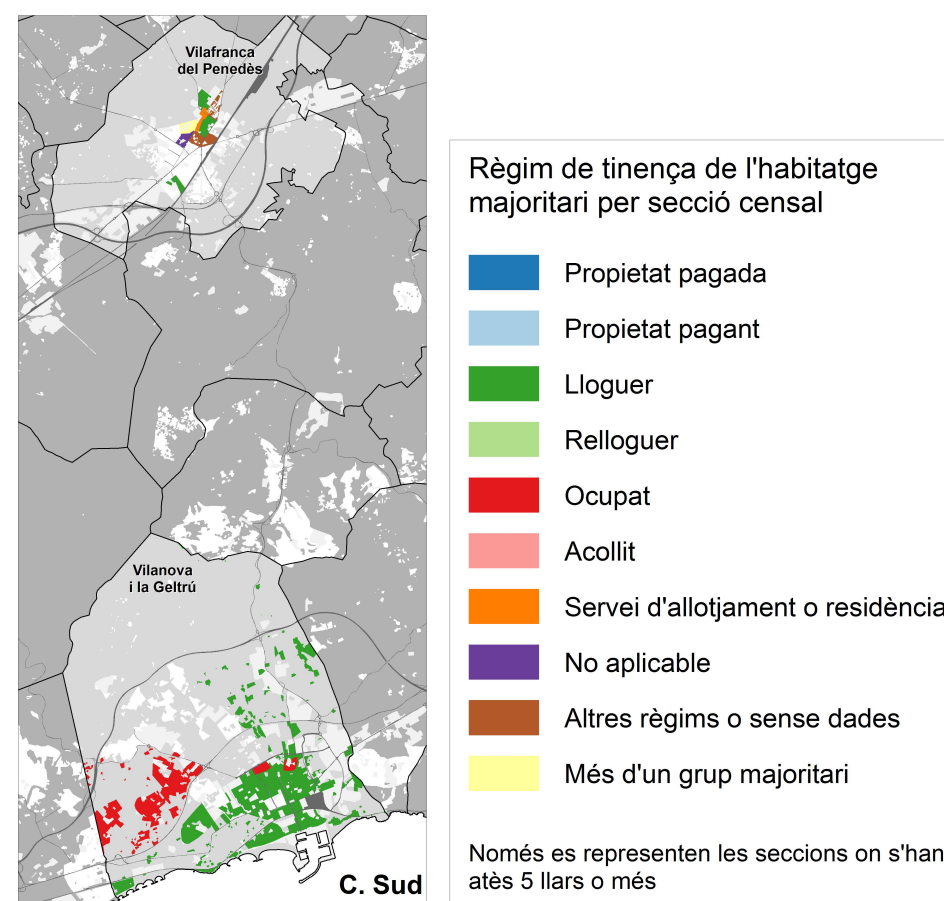 Vilafranca
del Penedès
Vilanova
i la Geltrú
C. Sud
Règim de tinença de l'habitatge
majoritari per secció censal
Propietat pagada
Propietat pagant
Lloguer
Relloguer
Ocupat
Acollit
Servei d'allotjament o residència
No aplicable
Altres règims o sense dades
Més d'un grup majoritari
Només es representen les seccions on s'han
atès 5 llars o més